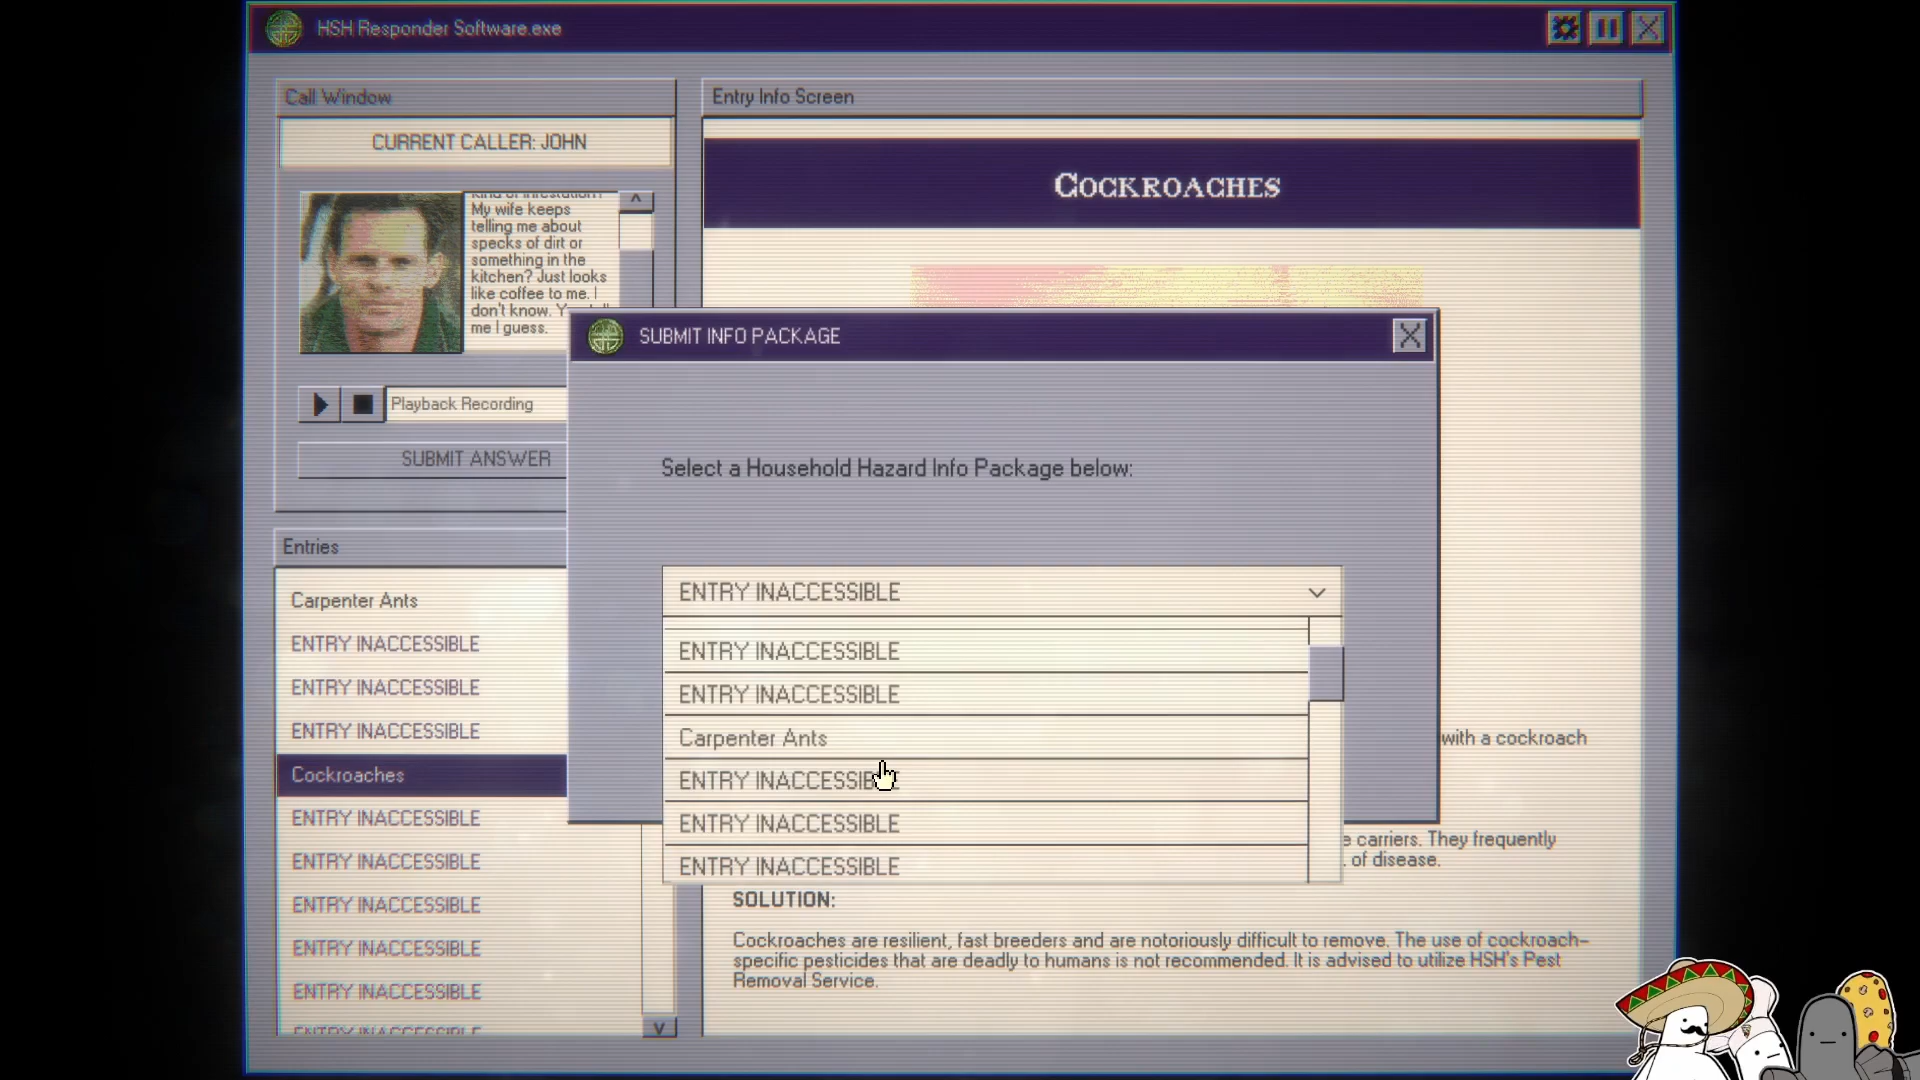 HSH Responder Software.exe
Call Window
CURRENT CALLER: JOHN
My wife keeps
telling me about
specks of dirt or
something in the
kitchen? Just looks
like coffee to me. I
don't know.
me I guess.
Playback Recording
SUBMIT ANSWER
Entries
Carpenter Ants
ENTRY INACCESSIBLE
ENTRY INACCESSIBLE
ENTRY INACCESSIBLE
Cockroaches
ENTRY INACCESSIBLE
ENTRY INACCESSIBLE
ENTRY INACCESSIBLE
ENTRY INACCESSIBLE
ENTRY INACCESSIBLE
ENTRY INACCESSIBLE
Entry Info Screen
COCKROACHES
SUBMIT INFO PACKAGE
Select a Household Hazard Info Package below:
ENTRY INACCESSIBLE
ENTRY INACCESSIBLE
ENTRY INACCESSIBLE
Carpenter Ants
ENTRY INACCESSIBLE
ENTRY INACCESSIBLE
ENTRY INACCESSIBLE
with a cockroach
carriers. They frequently
of disease.
SOLUTION:
Cockroaches are resilient, fast breeders and are notoriously difficult to remove. The use of cockroach-
specific pesticides that are deadly to humans is not recommended. It is advised to utilize HSH's Pest
Removal Service.